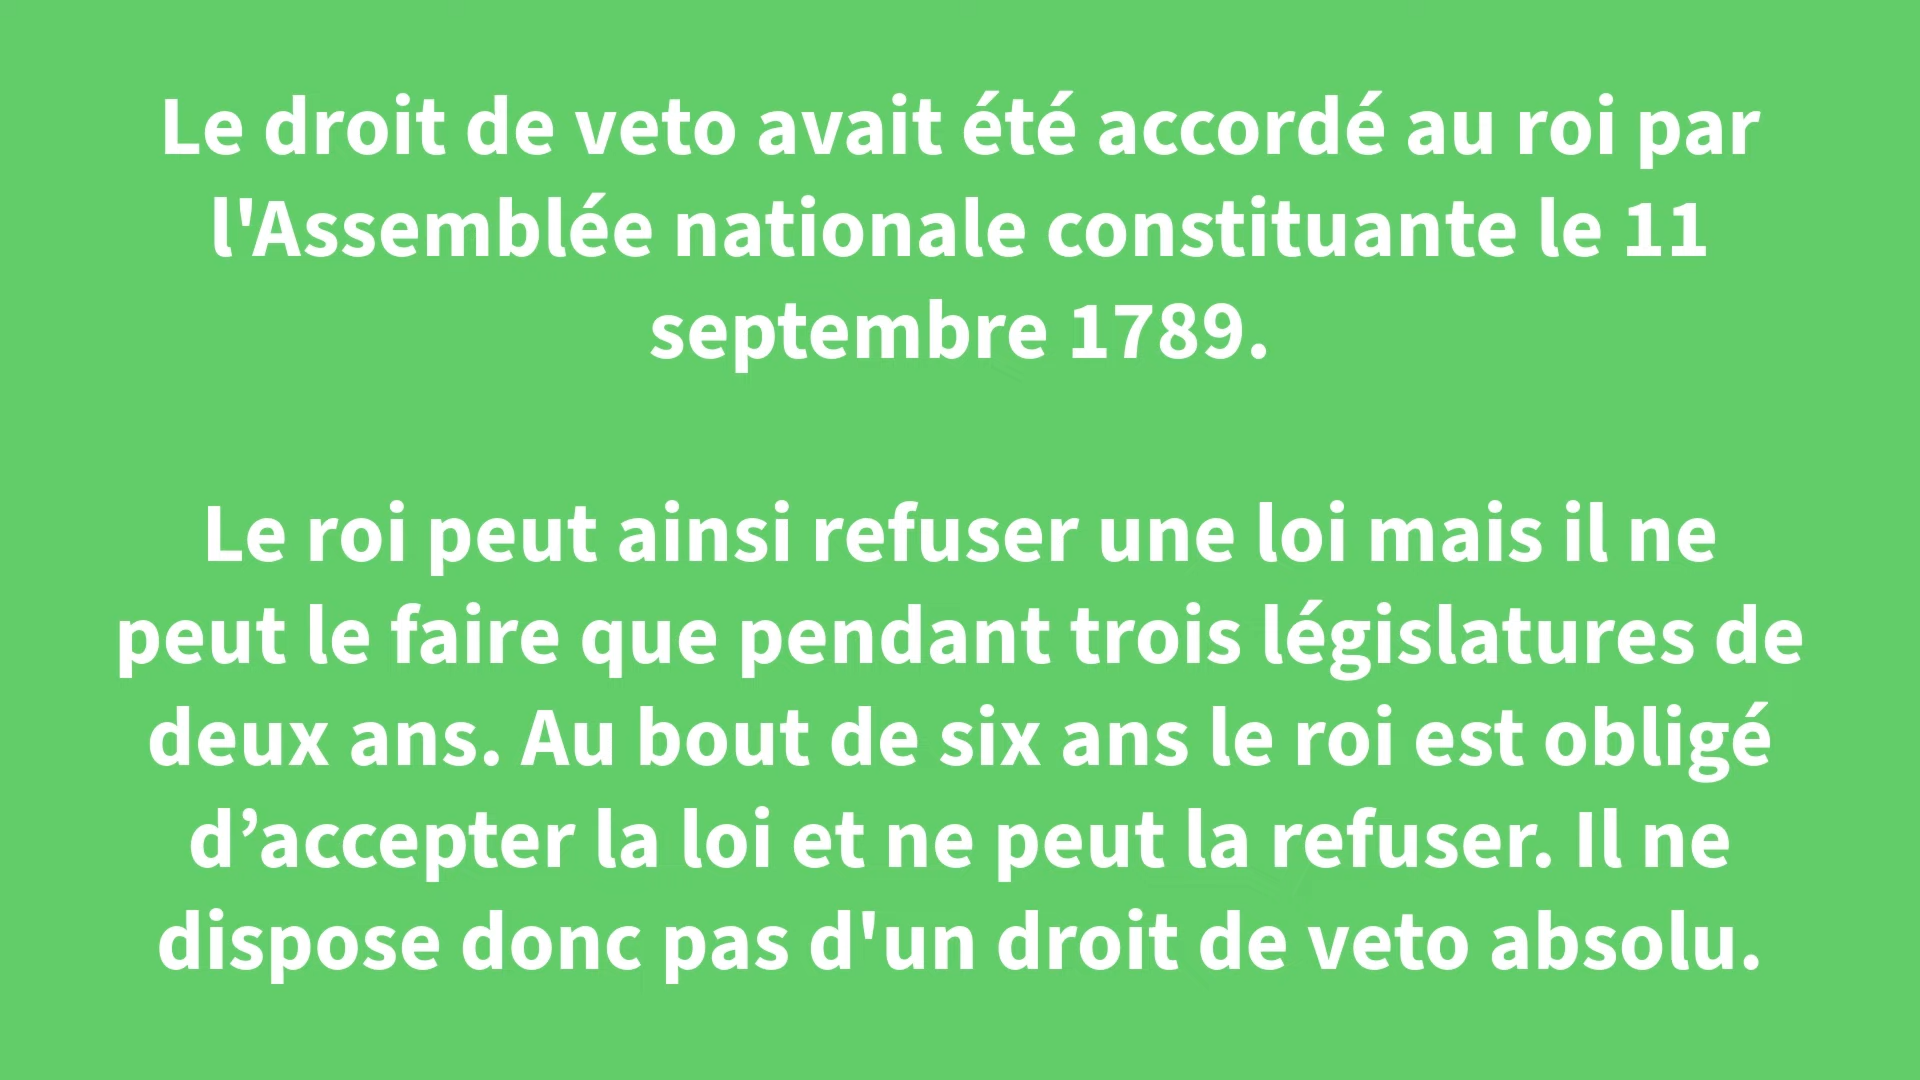 Le droit de veto avait été accordé au roi par
l'Assemblée nationale constituante le 11
septembre 1789.
Le roi peut ainsi refuser une loi mais il ne
peut le faire que pendant trois législatures de
deux ans. Au bout de six ans le roi est obligé
d’accepter la loi et ne peut la refuser. Il ne
dispose donc pas d'un droit de veto absolu.